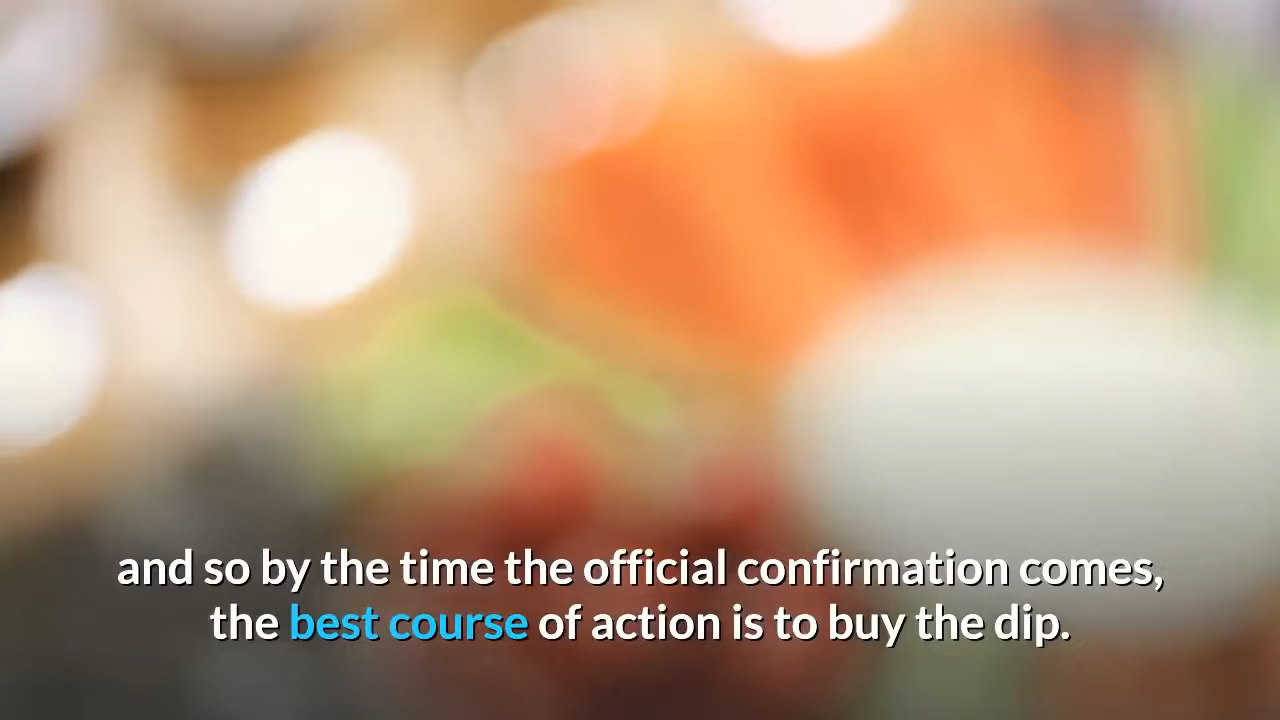 and so by the time the official confirmation comes,
the best course of action is to buy the dip.